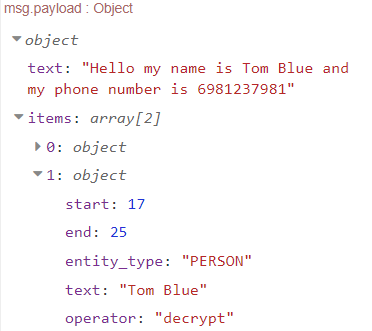 msg.payload : Object
object
text: "Hello my name is Tom Blue and
my phone number is 6981237981"
items: array[2]
0: object
1: object
start: 17
end: 25
entity_type: "PERSON"
text: "Tom Blue"
operator: "decrypt"